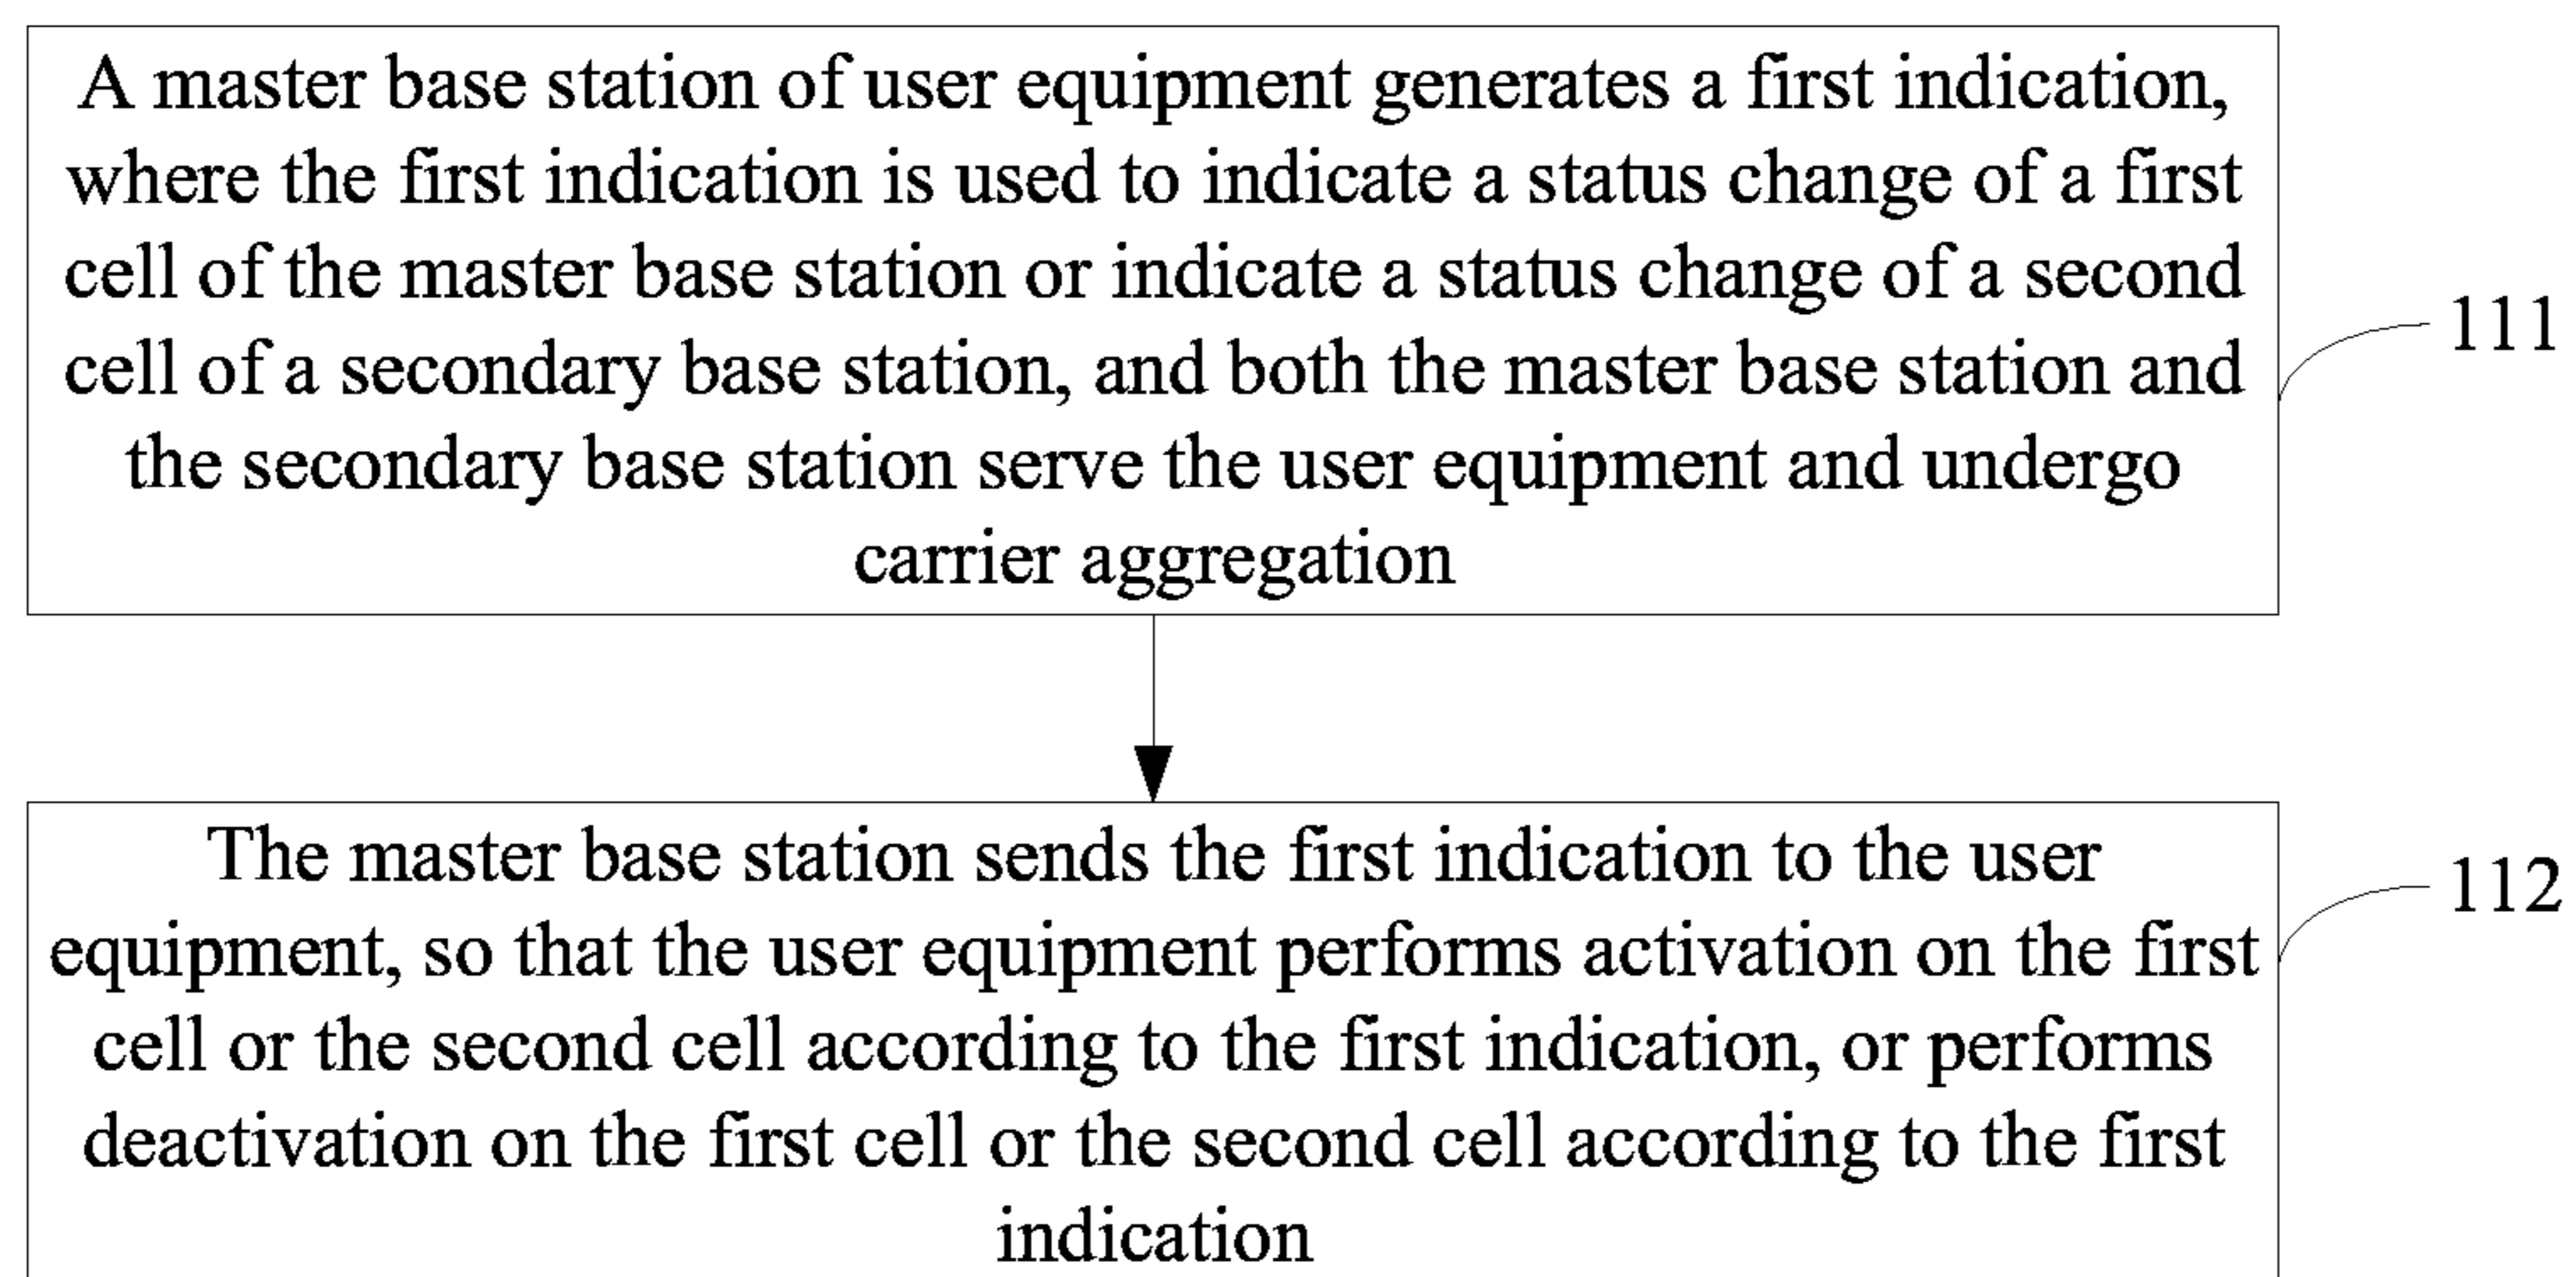 A master base station of user equipment generates a first indication,
where the first indication is used to indicate a status change of a first
cell of the master base station or indicate a status change of a second
cell of a secondary base station, and both the master base station and
the secondary base station serve the user equipment and undergo
carrier aggregation
111
The master base station sends the first indication to the user
equipment, so that the user equipment performs activation on the first
cell or the second cell according to the first indication, or performs
deactivation on the first cell or the second cell according to the first
indication
112